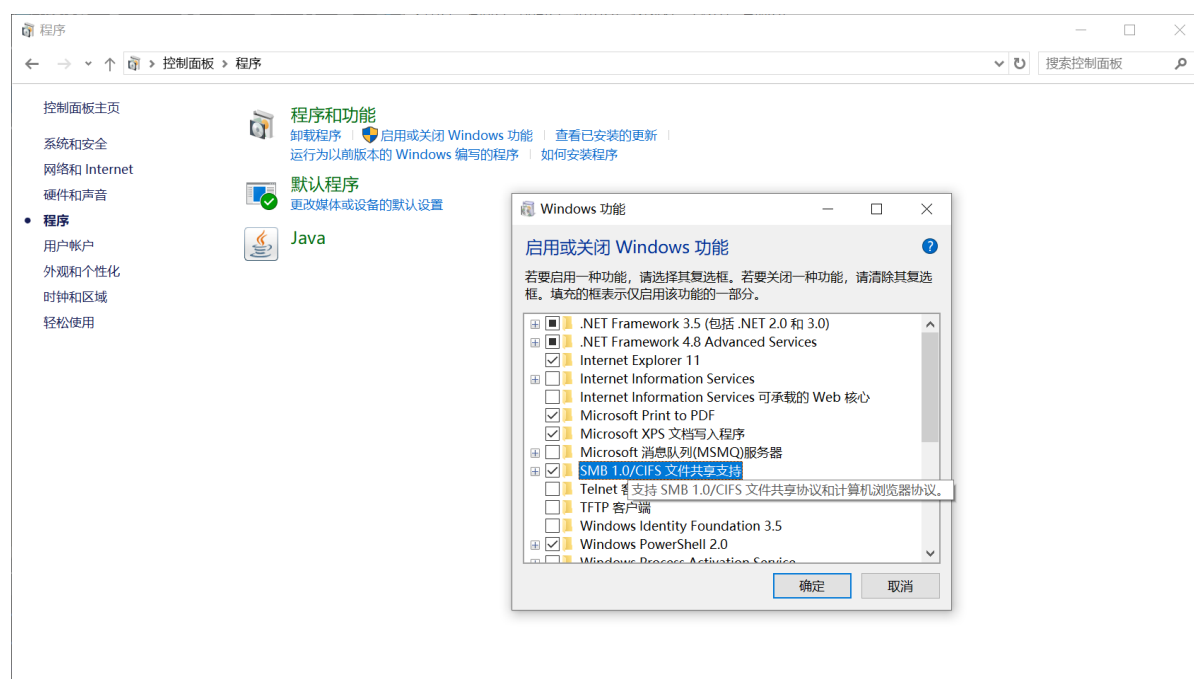 程序
控制面板 程序
搜索控制面板
控制面板主页
系统和安全
网络和 Internet
硬件和声音
程序
用户帐户
外观和个性化
时钟和区域
轻松使用
程序和功能
卸载程序 启用或关闭 Windows 功能 查看已安装的更新
运行为以前版本的 Windows 编写的程序 如何安装程序
默认程序
更改媒体或设备的默认设置
Java
Windows 功能
启用或关闭 Windows 功能
若要启用一种功能，请选择其复选框。若要关闭一种功能，请清除其复选
框。填充的框表示仅启用该功能的一部分。
.NET Framework 3.5 (包括 .NET 2.0 和 3.0)
.NET Framework 4.8 Advanced Services
Internet Explorer 11
Internet Information Services
Internet Information Services 可承载的 Web 核心
Microsoft Print to PDF
Microsoft XPS 文档写入程序
Microsoft 消息队列(MSMQ)服务器
SMB 1.0/CIFS 文件共享支持
Telnet
支持 SMB 1.0/CIFS 文件共享协议和计算机浏览器协议。
TFTP 客户端
Windows Identity Foundation 3.5
Windows PowerShell 2.0
Windows Process Activation Service
确定 取消